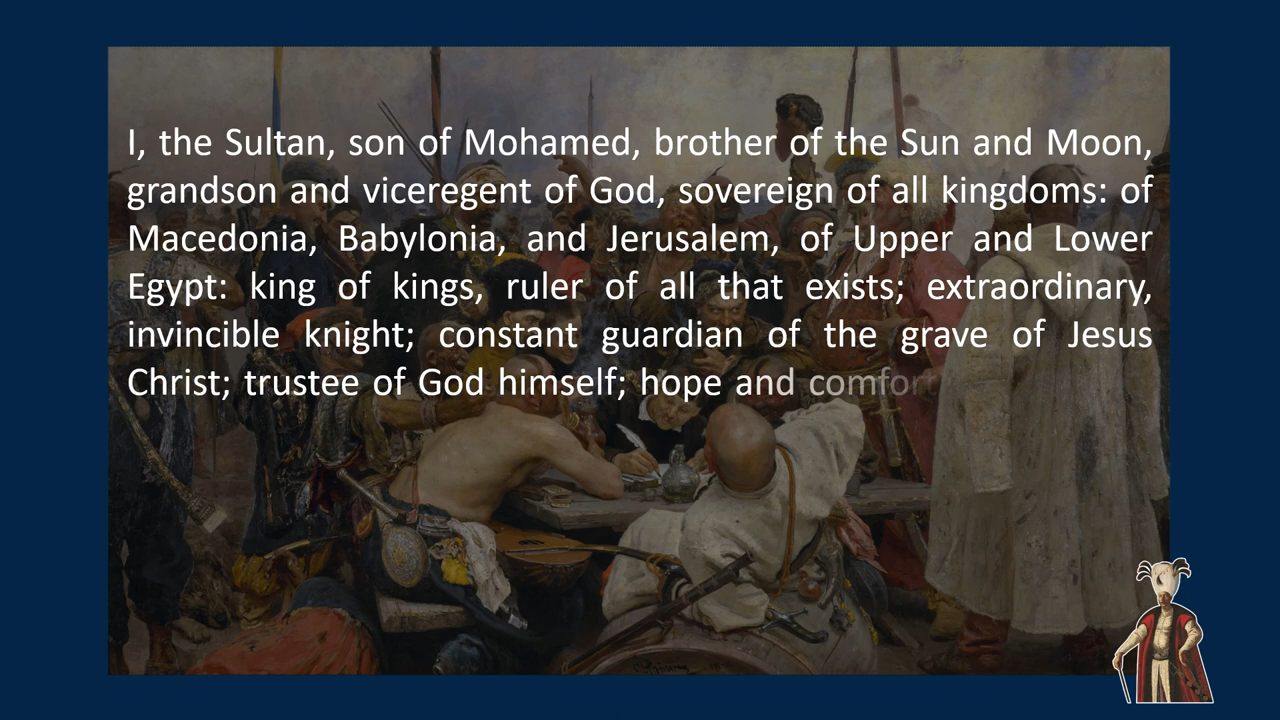 I, the Sultan, son of Mohamed, brother of the Sun and Moon,
grandson and viceregent of God, sovereign of all kingdoms: of
Macedonia, Babylonia, and Jerusalem, of Upper and Lower
Egypt: king of kings, ruler of all that exists; extraordinary,
invincible knight; constant guardian of the grave of Jesus
Christ; trustee of God himself; hope and comfort